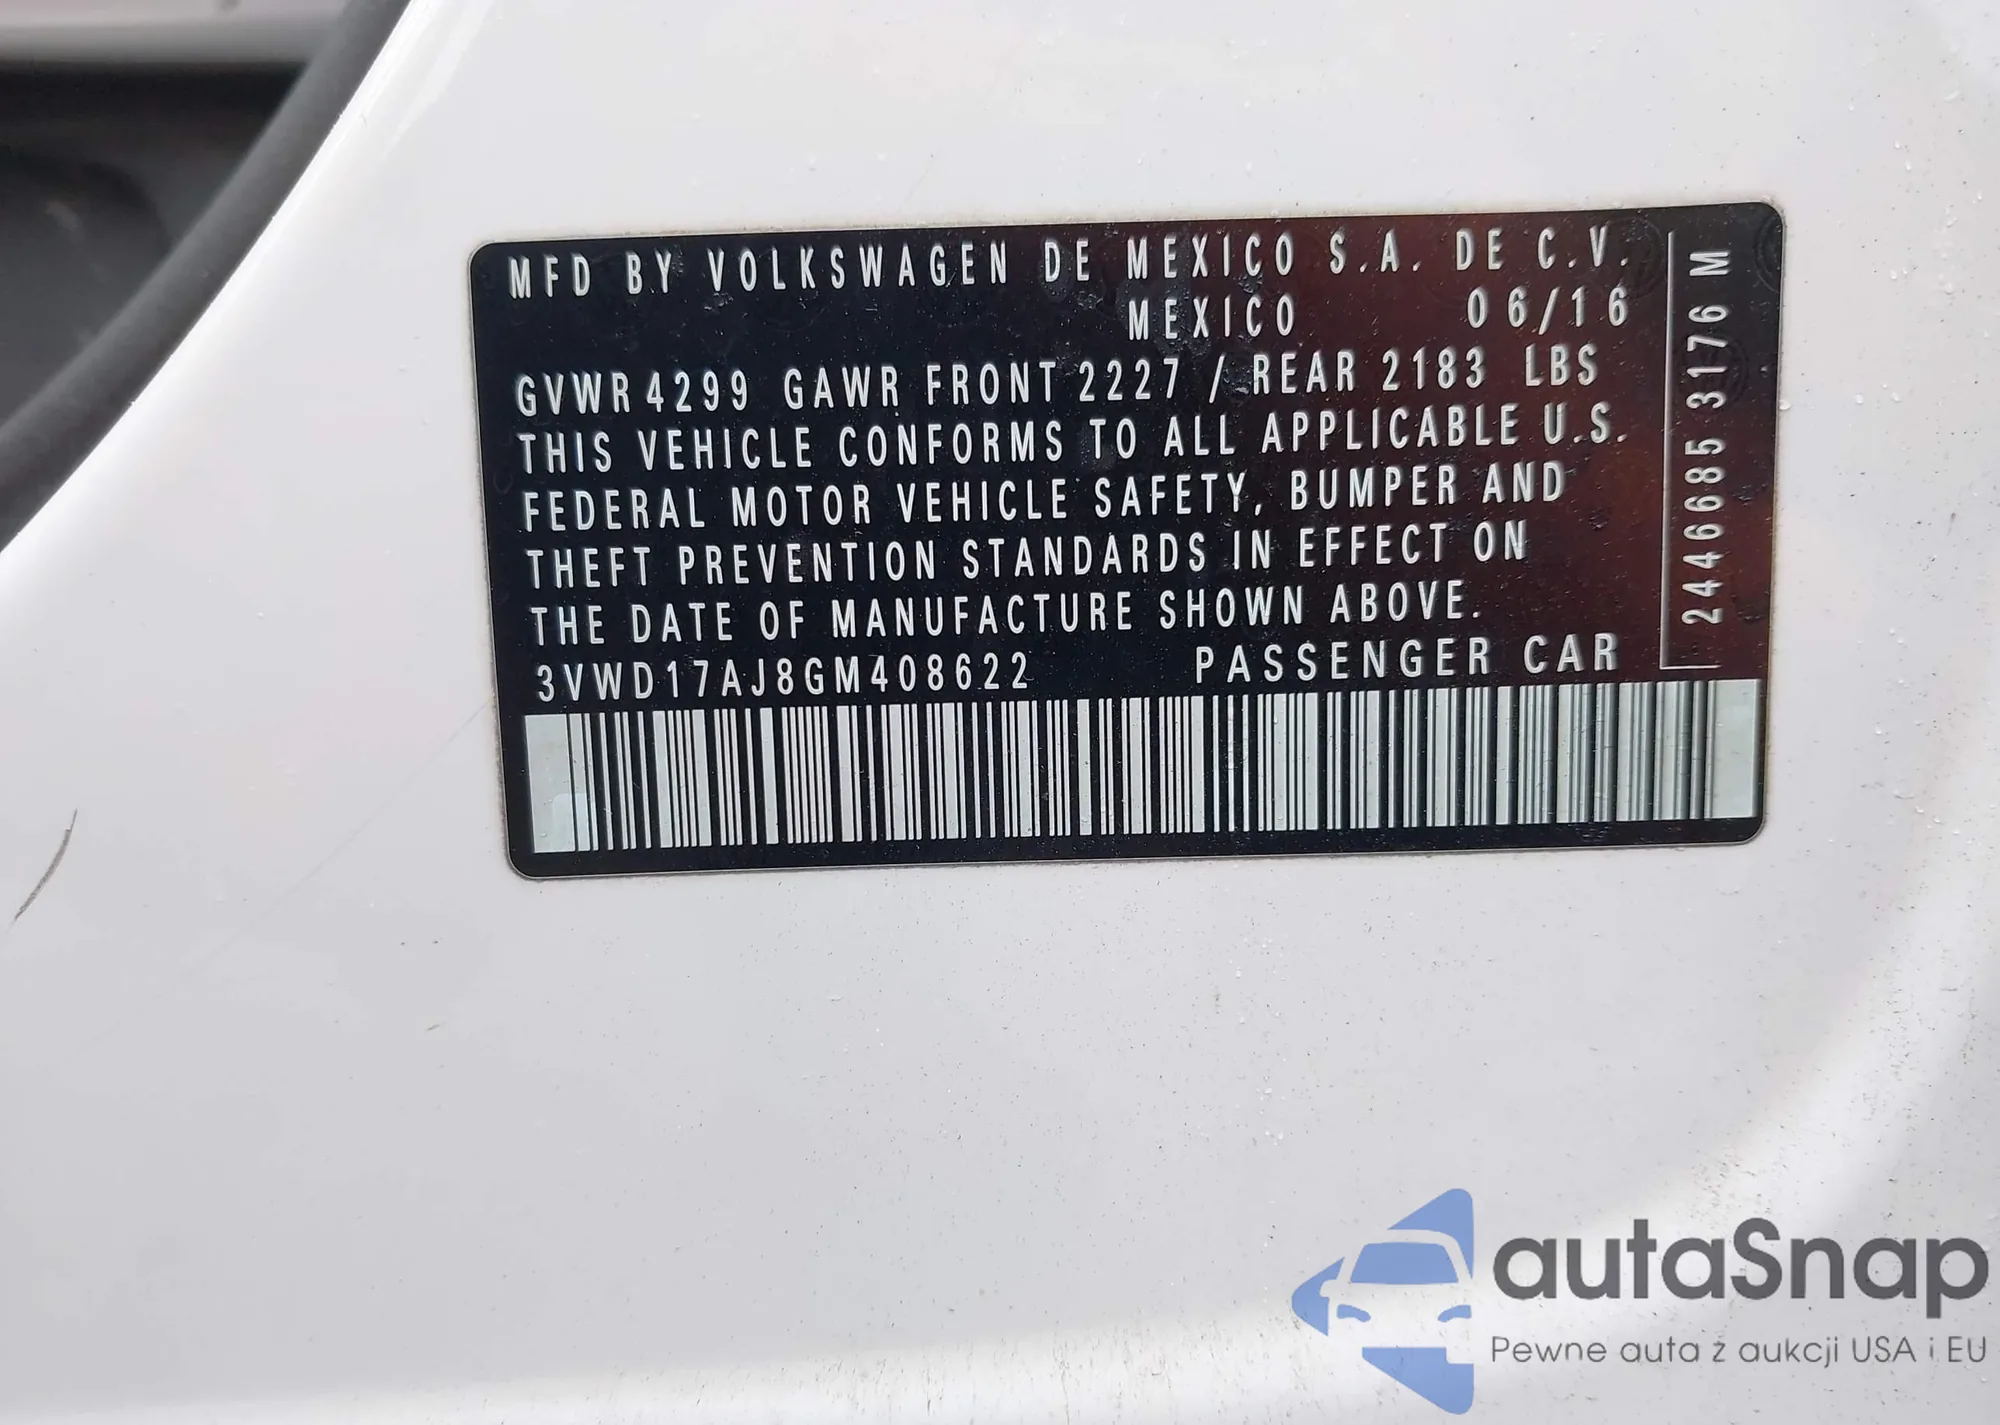 MFD BY VOLKSWAGEN DE MEXICO S.A. DE C.V.
MEXICO 06/16
GVWR 4299 GAWR FRONT 2227 / REAR 2183 LBS
THIS VEHICLE CONFORMS TO ALL APPLICABLE U.S.
FEDERAL MOTOR VEHICLE SAFETY, BUMPER AND
THEFT PREVENTION STANDARDS IN EFFECT ON
THE DATE OF MANUFACTURE SHOWN ABOVE.
3VWD17AJ8GM408622 PASSENGER CAR
2446685 3176 M
autaSnap
Pewne auta z aukcji USA i EU